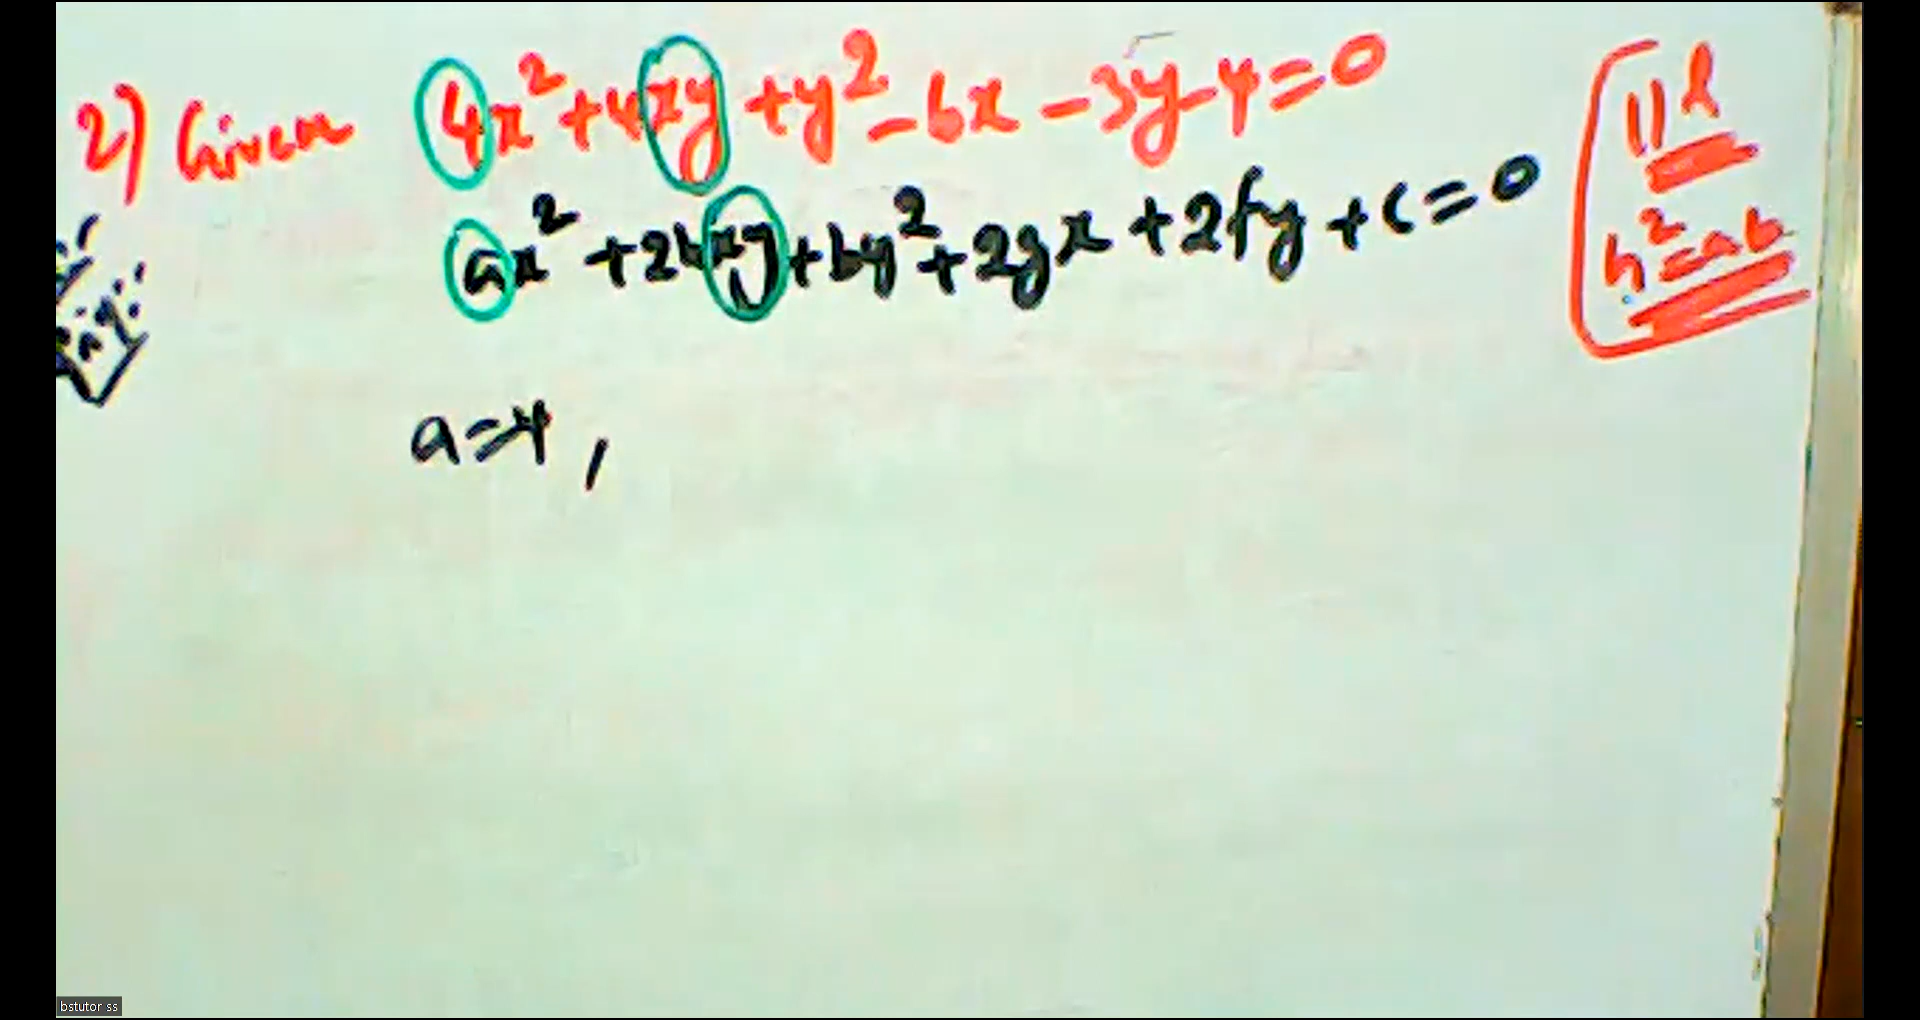 2) Given 4x²+4xy+y²-6x-3y-4=0
ax²+2hxy+by²+2gx+2fy+c=0
|| l
h²=ab
a=4,
bstutor ss